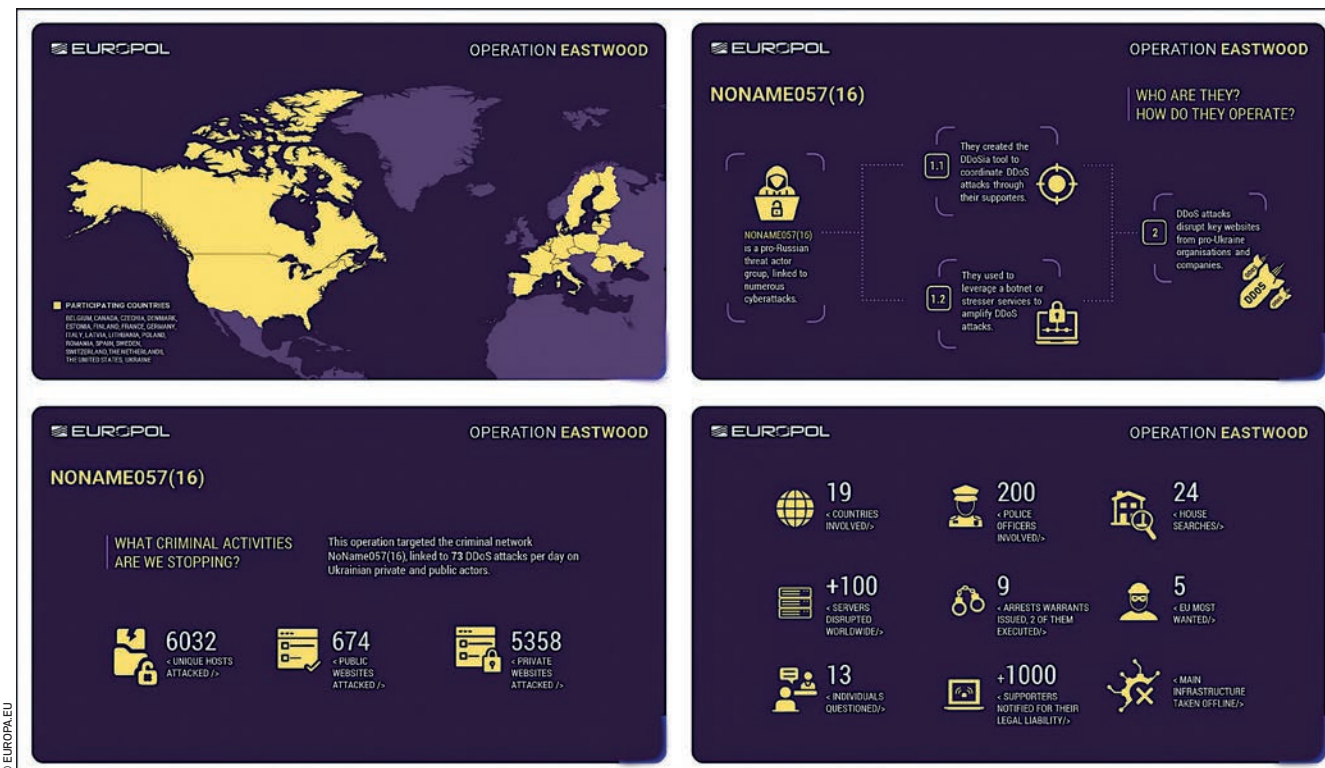 EUROPOL
OPERATION EASTWOOD
PARTICIPATING COUNTRIES
BELGIUM, CANADA, CZECHIA, DENMARK,
ESTONIA, FINLAND, FRANCE, GERMANY,
ITALY, LATVIA, LITHUANIA, POLAND,
ROMANIA, SPAIN, SWEDEN,
SWITZERLAND, THE NETHERLANDS,
THE UNITED STATES, UKRAINE
EUROPOL
OPERATION EASTWOOD
NONAME057(16)
WHO ARE THEY?
HOW DO THEY OPERATE?
NONAME057(16)
is a pro-Russian
threat actor
group, linked to
numerous
cyberattacks.
1.1
They created the
DDoSia tool to
coordinate DDoS
attacks through
their supporters.
1.2
They used to
leverage a botnet or
stresser services to
amplify DDoS
attacks.
2
DDoS attacks
disrupt key websites
from pro-Ukraine
organisations and
companies.
DDOS
EUROPOL
OPERATION EASTWOOD
NONAME057(16)
WHAT CRIMINAL ACTIVITIES
ARE WE STOPPING?
This operation targeted the criminal network
NoName057(16), linked to 73 DDoS attacks per day on
Ukrainian private and public actors.
6032
< UNIQUE HOSTS
ATTACKED />
674
< PUBLIC
WEBSITES
ATTACKED />
5358
< PRIVATE
WEBSITES
ATTACKED />
EUROPOL
OPERATION EASTWOOD
19
< COUNTRIES
INVOLVED/>
200
< POLICE
OFFICERS
INVOLVED/>
24
< HOUSE
SEARCHES/>
+100
< SERVERS
DISRUPTED
WORLDWIDE/>
9
< ARRESTS WARRANTS
ISSUED, 2 OF THEM
EXECUTED/>
5
< EU MOST
WANTED/>
13
< INDIVIDUALS
QUESTIONED/>
+1000
< SUPPORTERS
NOTIFIED FOR THEIR
LEGAL LIABILITY/>
< MAIN
INFRASTRUCTURE
TAKEN OFFLINE/>
© EUROPA.EU